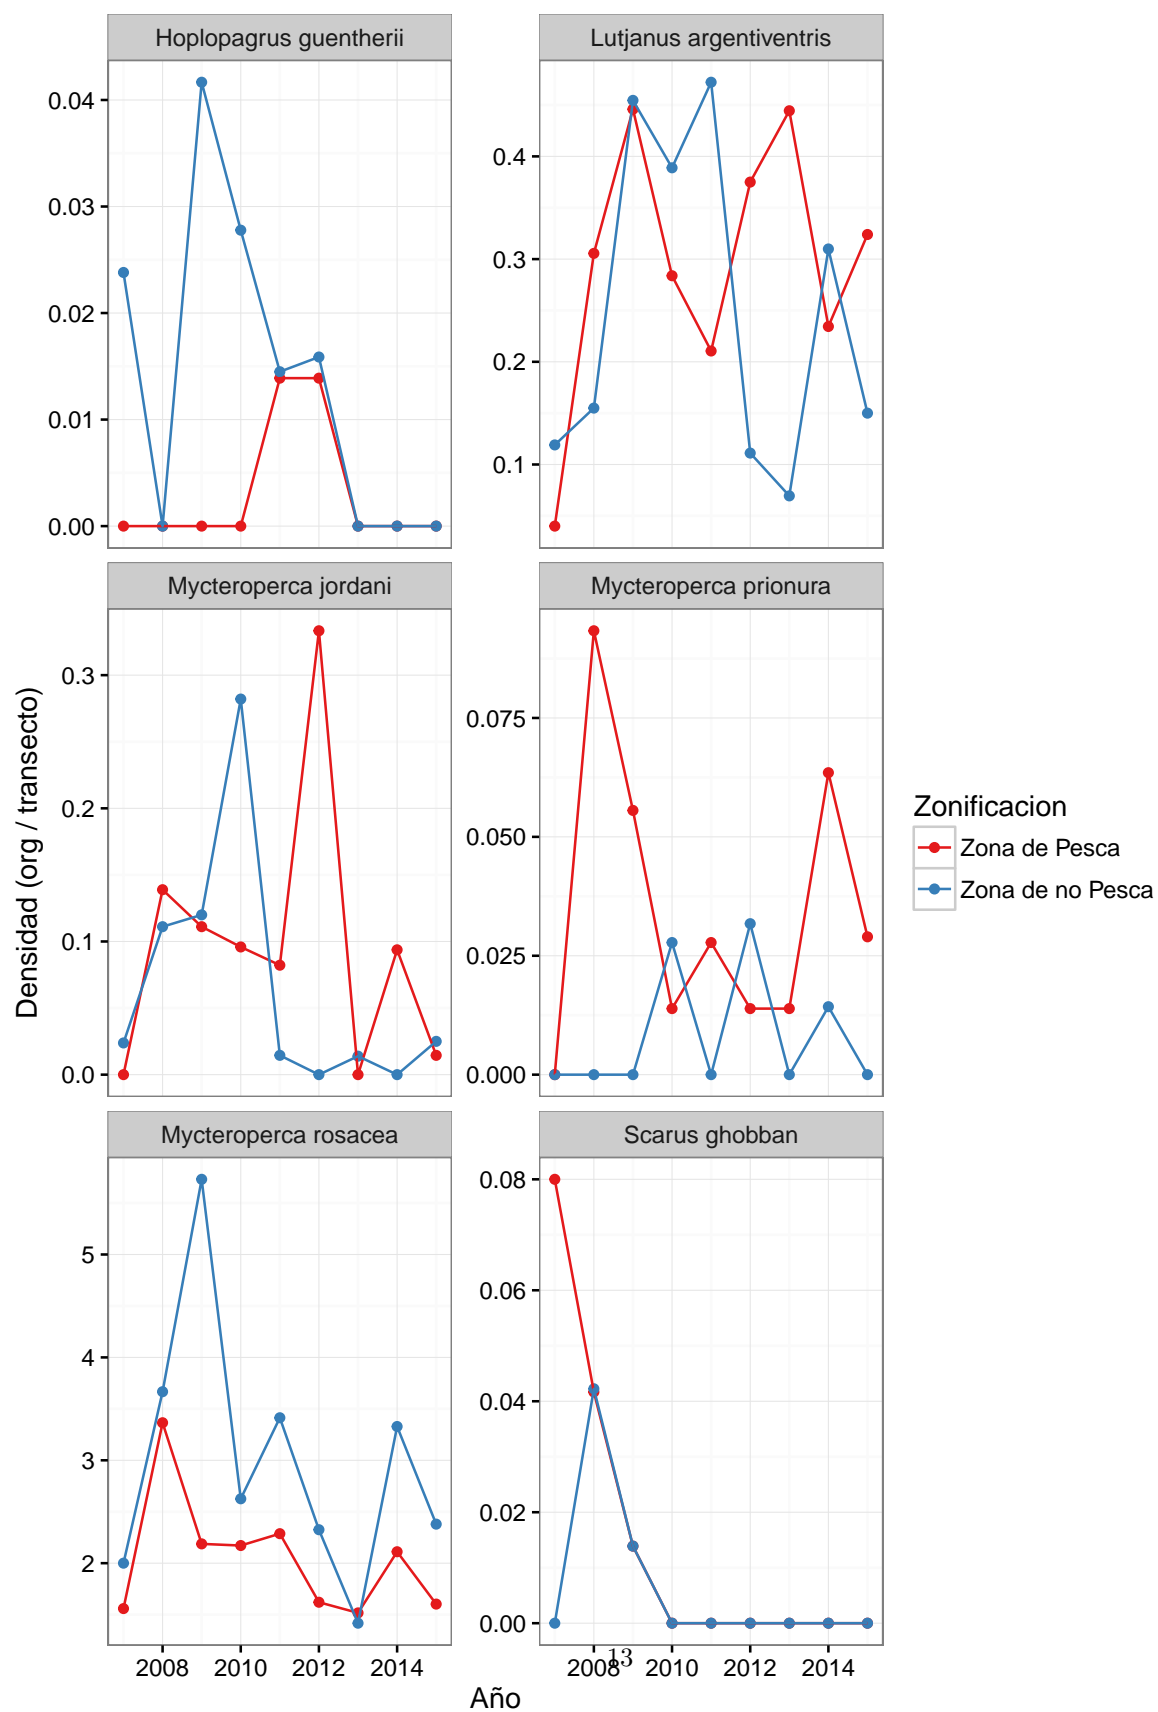 Hoplopagrus guentherii
Lutjanus argentiventris
0.04
0.03
0.02
0.01
0.00
0.4
0.3
0.2
0.1
Mycteroperca jordani
Mycteroperca prionura
0.3
0.2
0.1
0.0
0.075
0.050
0.025
0.000
Mycteroperca rosacea
Scarus ghobban
5
4
3
2
0.08
0.06
0.04
0.02
0.00
2008 2010 2012 2014
2008 2010 2012 2014
13
Año
Densidad (org / transecto)
Zonificacion
Zona de Pesca
Zona de no Pesca